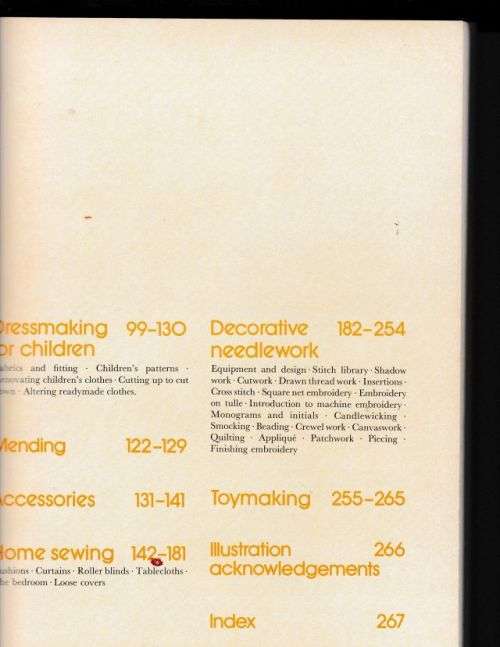 Dressmaking 99–130
or children
abrics and fitting · Children's patterns ·
enovating children's clothes · Cutting up to cut
own · Altering readymade clothes.
Mending 122–129
Accessories 131–141
Home sewing 142–181
ushions · Curtains · Roller blinds · Tablecloths ·
he bedroom · Loose covers
Decorative 182–254
needlework
Equipment and design · Stitch library · Shadow
work · Cutwork · Drawn thread work · Insertions ·
Cross stitch · Square net embroidery · Embroidery
on tulle · Introduction to machine embroidery ·
Monograms and initials · Candlewicking ·
Smocking · Beading · Crewel work · Canvaswork ·
Quilting · Appliqué · Patchwork · Piecing ·
Finishing embroidery
Toymaking 255–265
Illustration 266
acknowledgements
Index 267